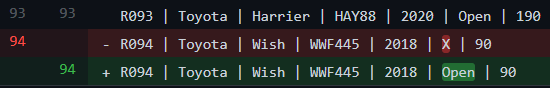 93 93 R093 | Toyota | Harrier | HAY88 | 2020 | Open | 190
94 - R094 | Toyota | Wish | WWF445 | 2018 | X | 90
94 + R094 | Toyota | Wish | WWF445 | 2018 | Open | 90